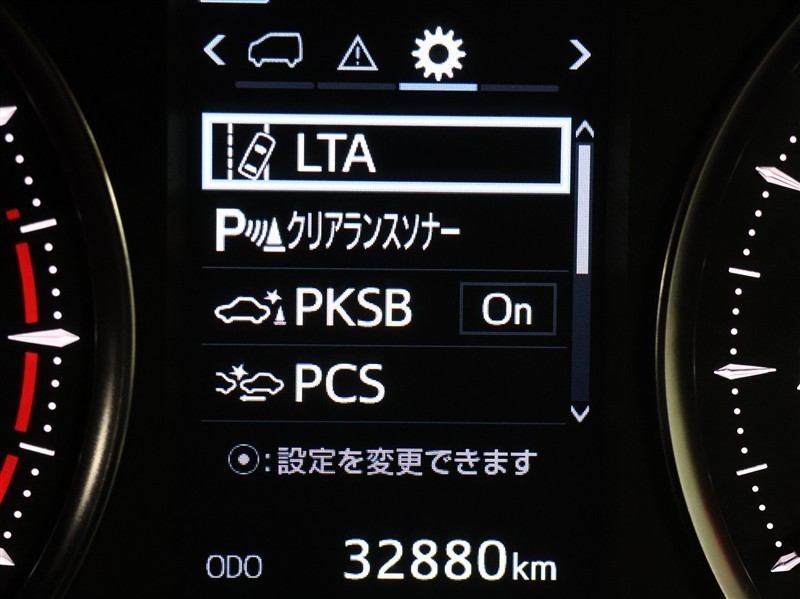 LTA
Pクリアランスソナー
PKSB On
PCS
⦿:設定を変更できます
ODO 32880km